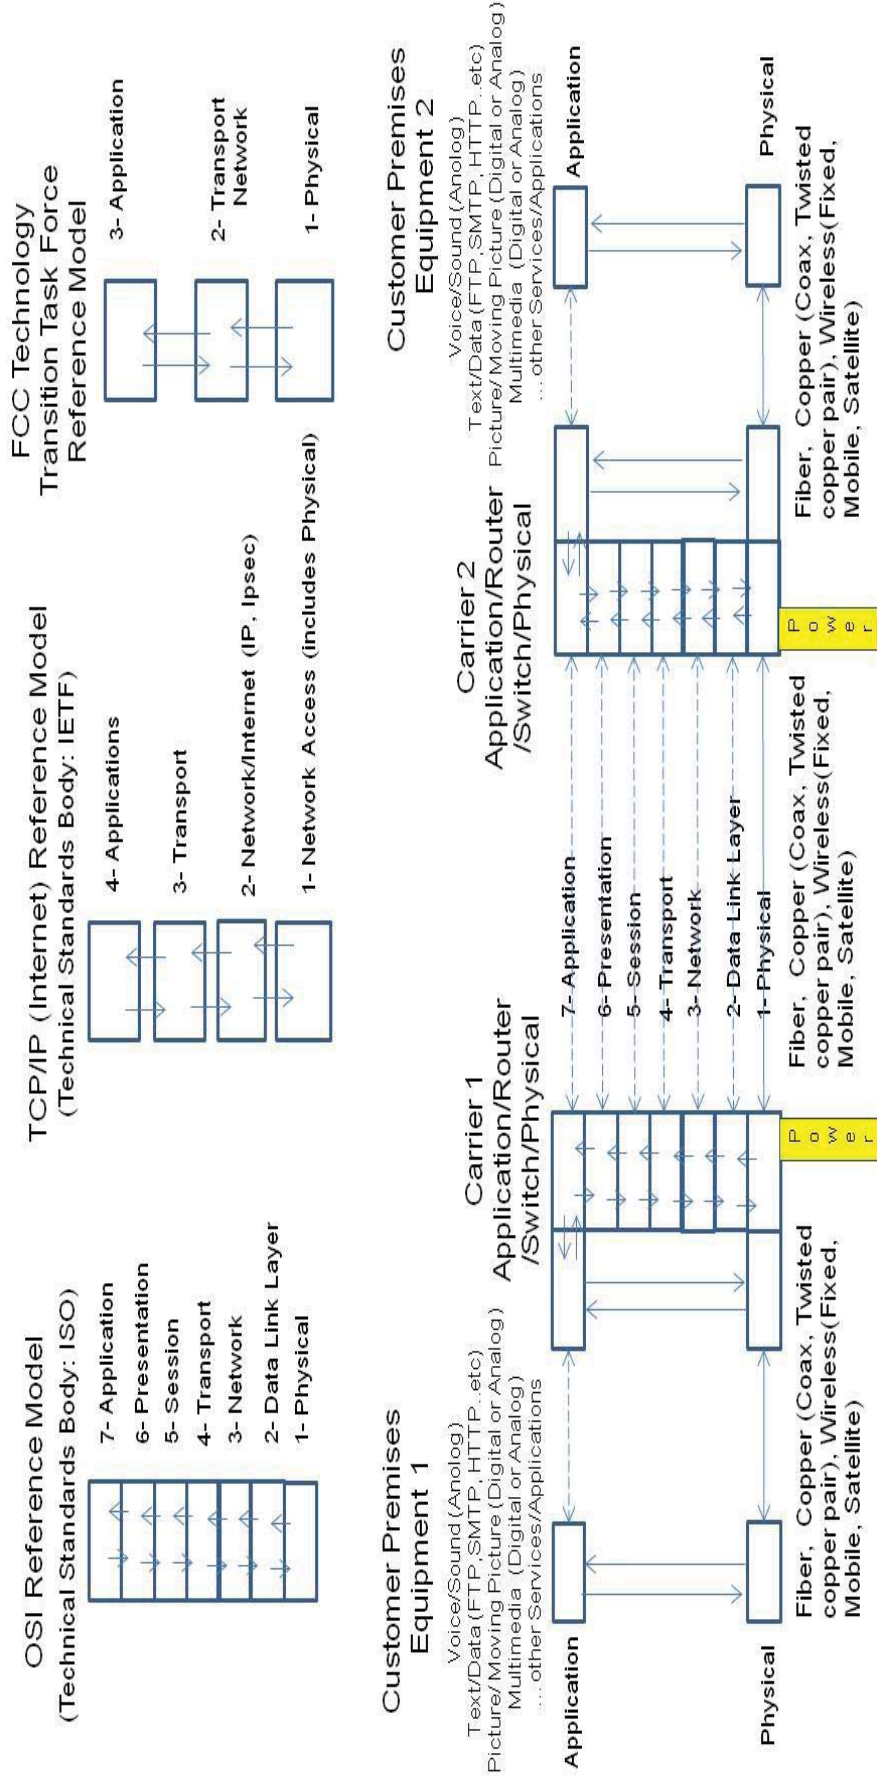 OSI Reference Model
(Technical Standards Body: ISO)
7- Application
6- Presentation
5- Session
4- Transport
3- Network
2- Data Link Layer
1- Physical
TCP/IP (Internet) Reference Model
(Technical Standards Body: IETF)
4- Applications
3- Transport
2- Network/Internet (IP, Ipsec)
1- Network Access (includes Physical)
FCC Technology
Transition Task Force
Reference Model
3- Application
2- Transport
Network
1- Physical
Customer Premises
Equipment 1
Voice/Sound (Anolog)
Text/Data (FTP,SMTP, HTTP..etc)
Picture/ Moving Picture (Digital or Analog)
Multimedia (Digital or Analog)
... other Services/Applications
Application
Physical
Fiber, Copper (Coax, Twisted
copper pair), Wireless(Fixed,
Mobile, Satellite)
Carrier 1
Application/Router
/Switch/Physical
Power
7- Application
6- Presentation
5- Session
4- Transport
3- Network
2- Data Link Layer
1- Physical
Fiber, Copper (Coax, Twisted
copper pair), Wireless(Fixed,
Mobile, Satellite)
Carrier 2
Application/Router
/Switch/Physical
Power
Customer Premises
Equipment 2
Voice/Sound (Anolog)
Text/Data (FTP,SMTP, HTTP..etc)
Picture/ Moving Picture (Digital or Analog)
Multimedia (Digital or Analog)
... other Services/Applications
Application
Physical
Fiber, Copper (Coax, Twisted
copper pair), Wireless(Fixed,
Mobile, Satellite)